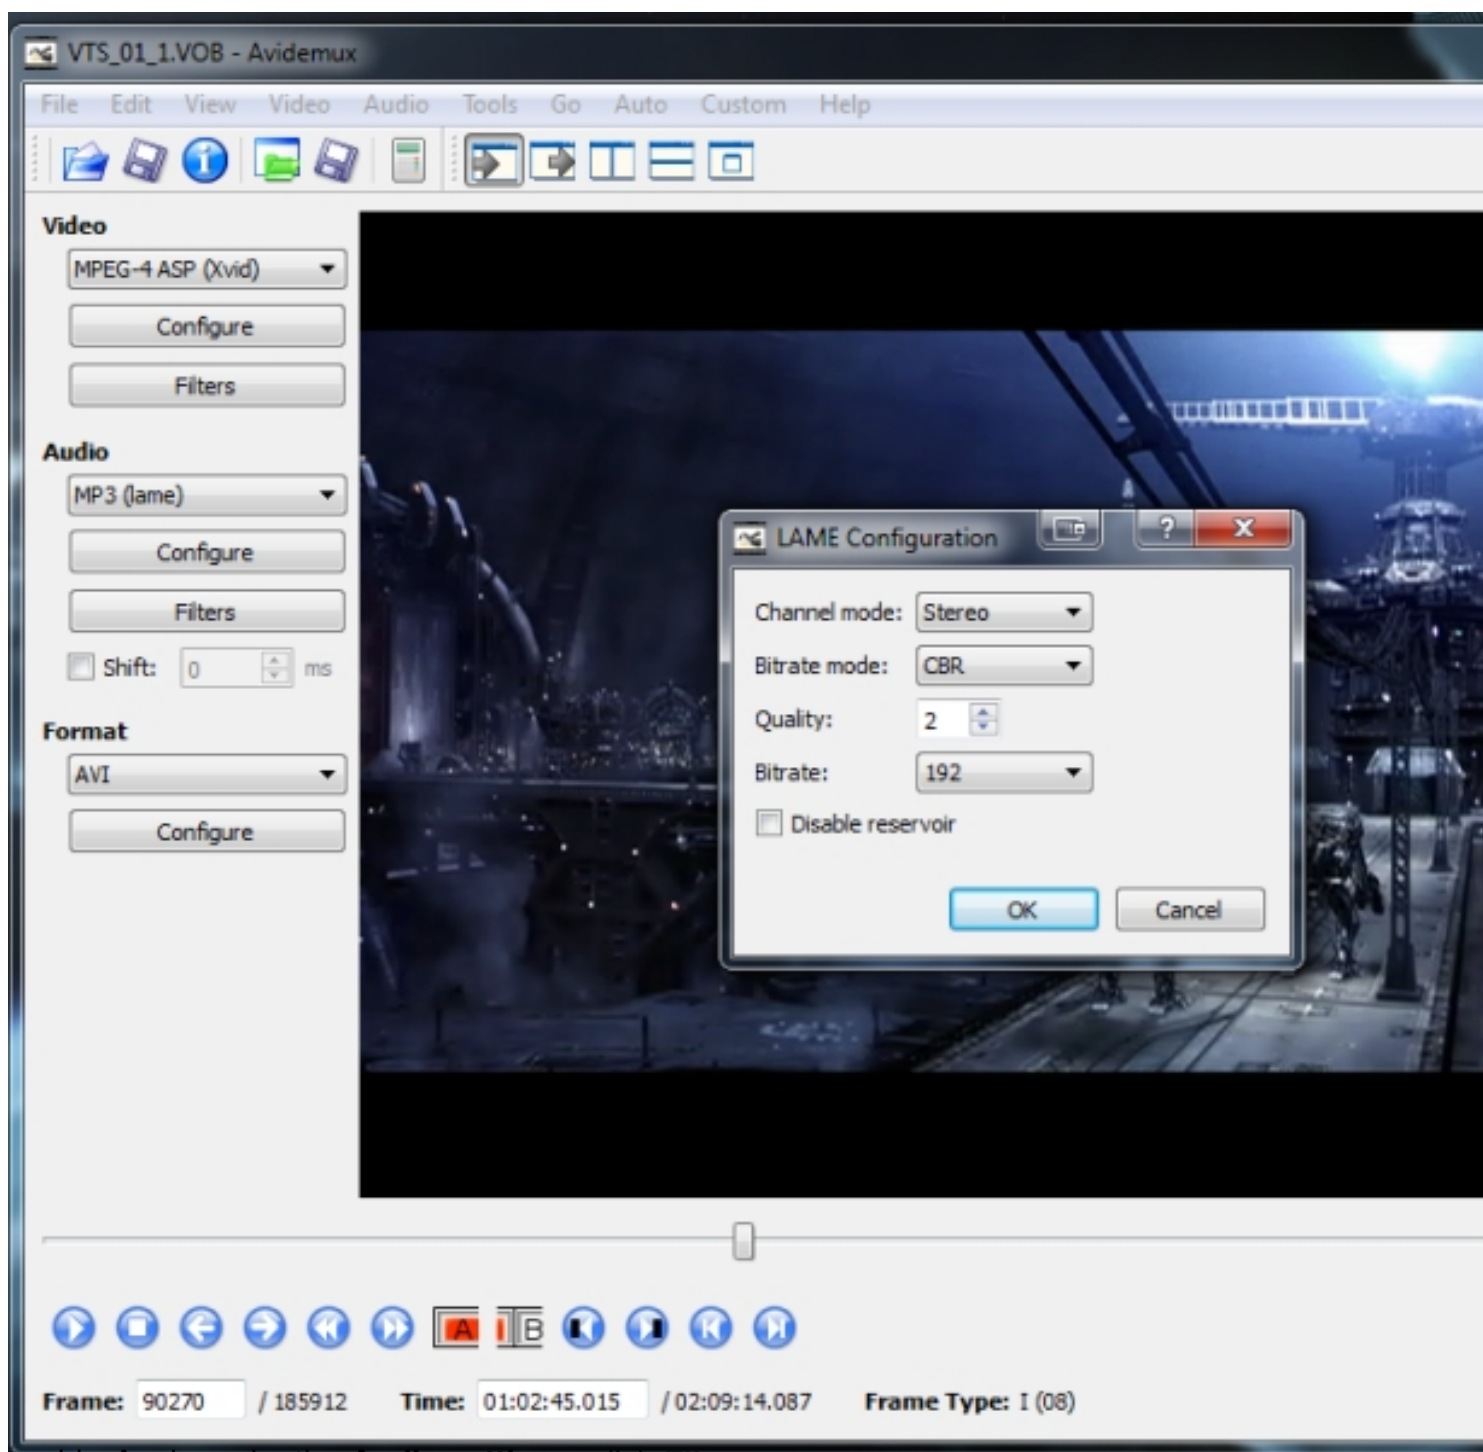 VTS_01_1.VOB - Avidemux
File Edit View Video Audio Tools Go Auto Custom Help
Video
MPEG-4 ASP (Xvid)
Configure
Filters
Audio
MP3 (lame)
Configure
Filters
Shift: 0 ms
Format
AVI
Configure
LAME Configuration
Channel mode: Stereo
Bitrate mode: CBR
Quality: 2
Bitrate: 192
Disable reservoir
OK Cancel
A B
Frame: 90270 / 185912 Time: 01:02:45.015 / 02:09:14.087 Frame Type: I (08)